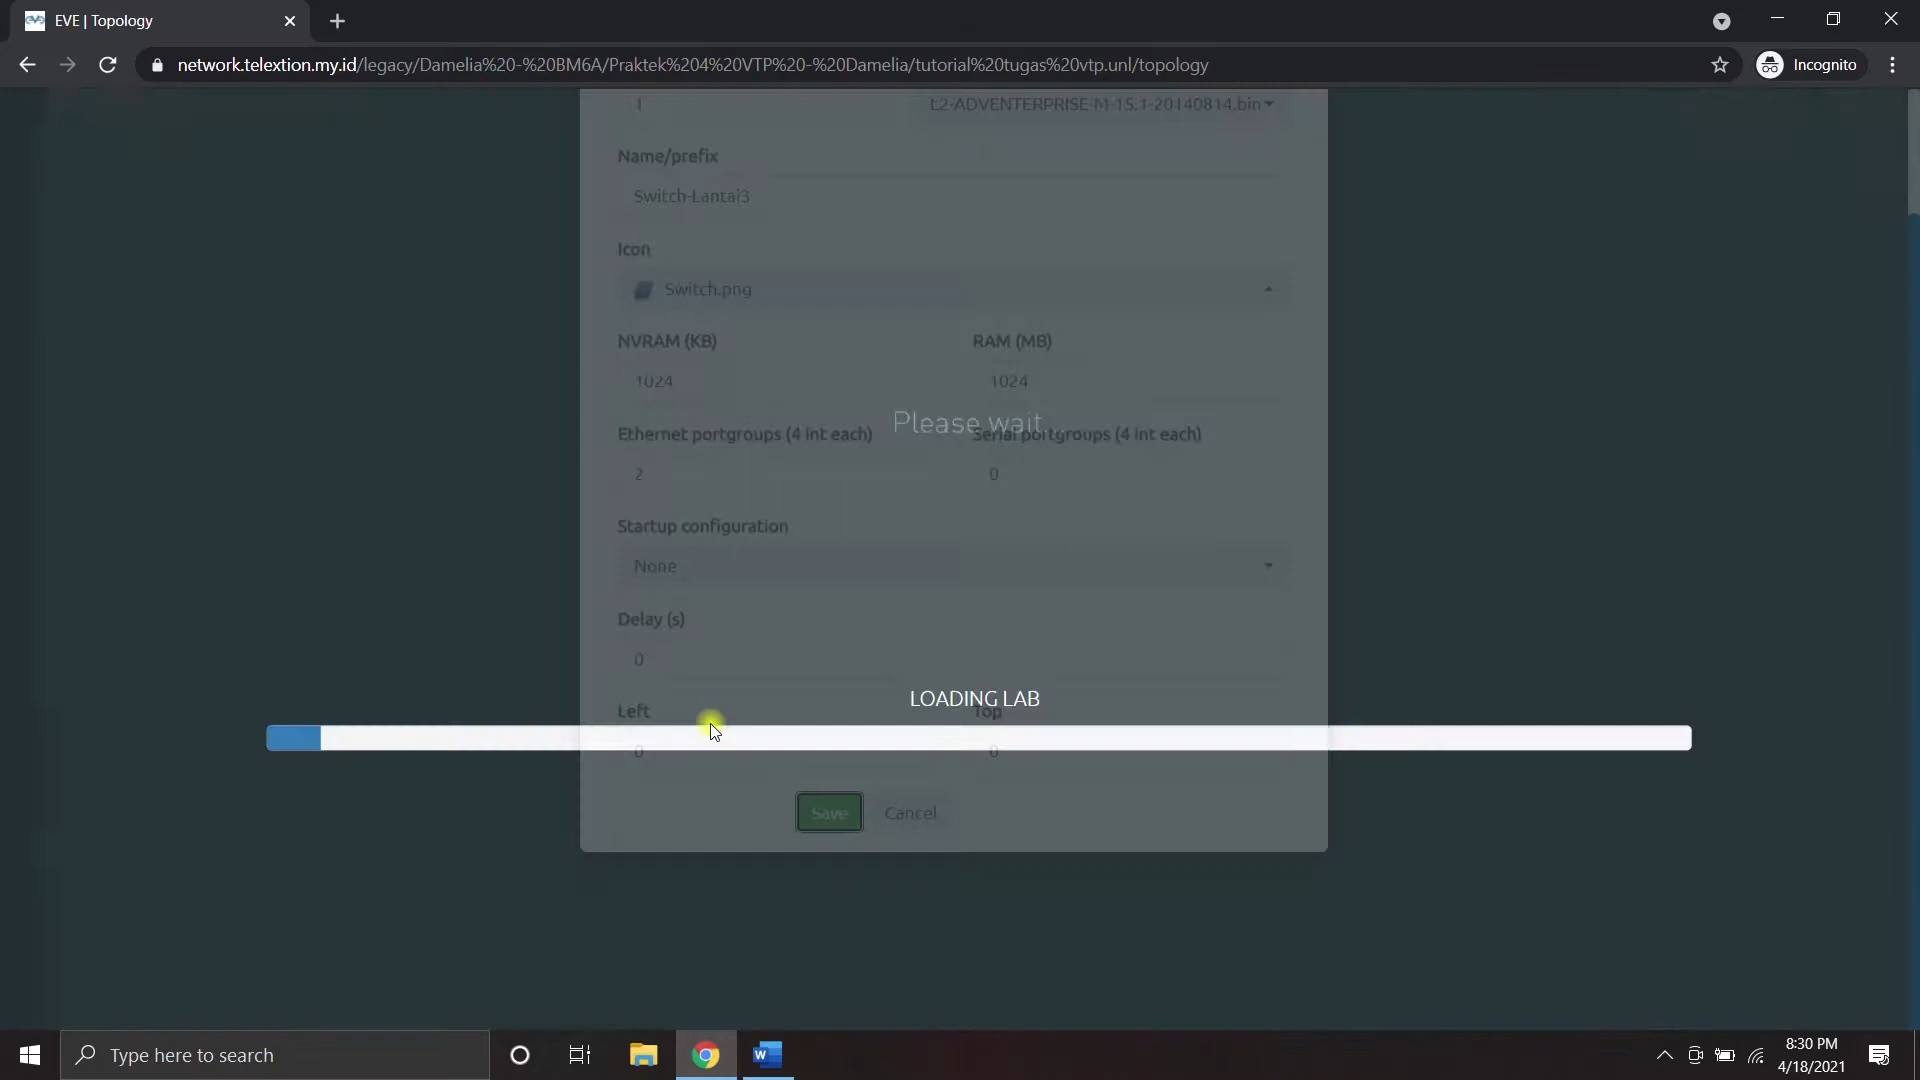 EVE | Topology
network.telextion.my.id/legacy/Damelia%20-%20BM6A/Praktek%204%20VTP%20-%20Damelia/tutorial%20tugas%20vtp.unl/topology
Incognito
1 L2-ADVENTERPRISE-M-15.1-20140814.bin
Name/prefix
Switch-Lantai3
Icon
Switch.png
NVRAM (KB) RAM (MB)
1024 1024
Please wait...
Ethernet portgroups (4 int each) Serial portgroups (4 int each)
2 0
Startup configuration
None
Delay (s)
0
LOADING LAB
Left Top
0 0
Save Cancel
Type here to search
8:30 PM
4/18/2021